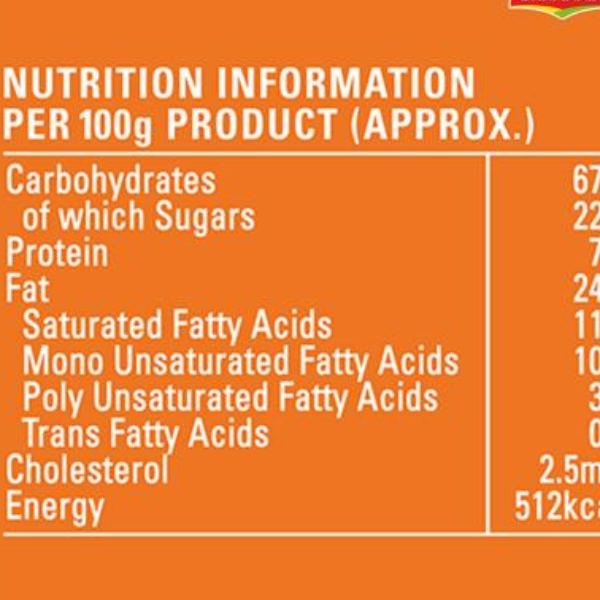 NUTRITION INFORMATION
PER 100g PRODUCT (APPROX.)
Carbohydrates 67
of which Sugars 22
Protein 7
Fat 24
Saturated Fatty Acids 11
Mono Unsaturated Fatty Acids 10
Poly Unsaturated Fatty Acids 3
Trans Fatty Acids 0
Cholesterol 2.5m
Energy 512kc